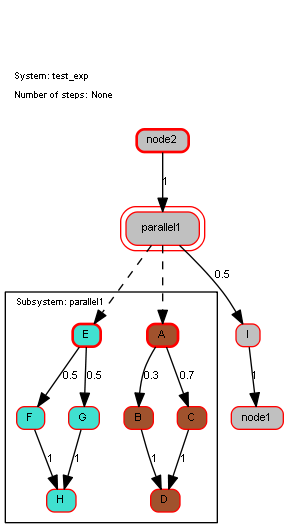 System: test_exp
Number of steps: None
node2
1
parallel1
0.5
Subsystem: parallel1
E
A
I
0.5
0.5
0.3
0.7
1
F
G
B
C
node1
1
1
1
1
H
D